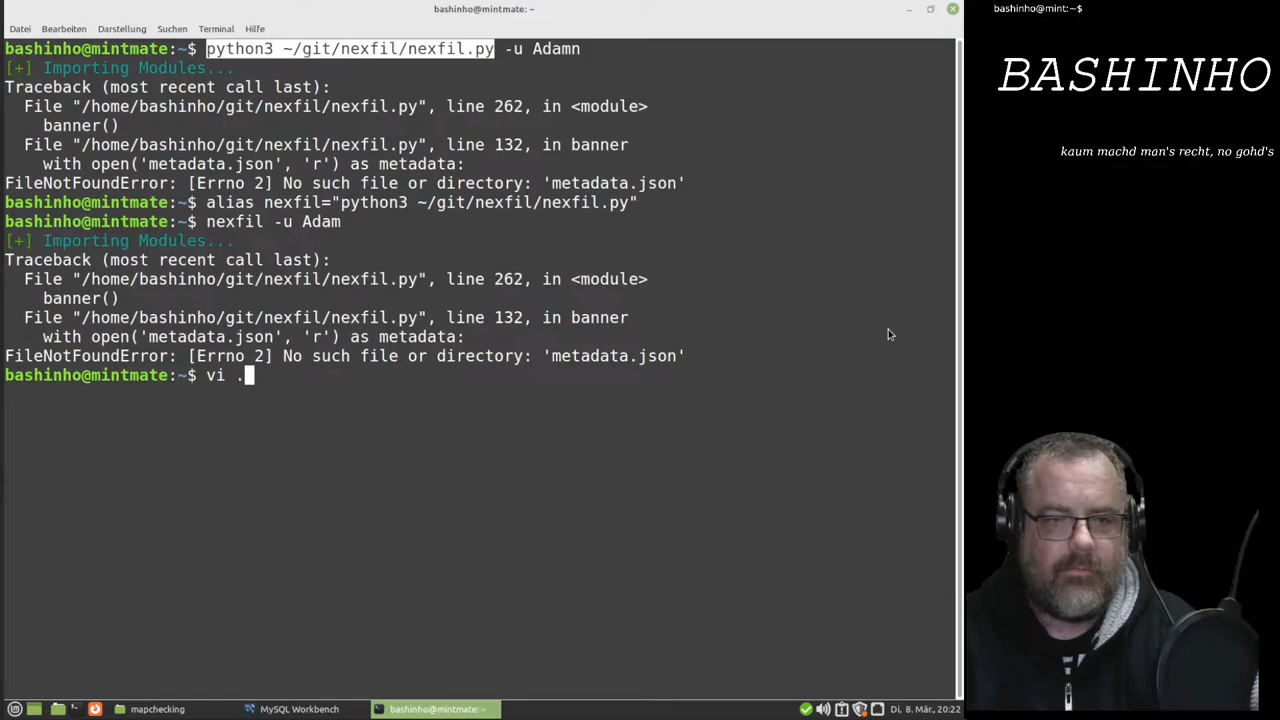 bashinho@mintmate: ~
Datei Bearbeiten Darstellung Suchen Terminal Hilfe
bashinho@mintmate:~$ python3 ~/git/nexfil/nexfil.py -u Adamn
[+] Importing Modules...
Traceback (most recent call last):
File "/home/bashinho/git/nexfil/nexfil.py", line 262, in <module>
banner()
File "/home/bashinho/git/nexfil/nexfil.py", line 132, in banner
with open('metadata.json', 'r') as metadata:
FileNotFoundError: [Errno 2] No such file or directory: 'metadata.json'
bashinho@mintmate:~$ alias nexfil="python3 ~/git/nexfil/nexfil.py"
bashinho@mintmate:~$ nexfil -u Adam
[+] Importing Modules...
Traceback (most recent call last):
File "/home/bashinho/git/nexfil/nexfil.py", line 262, in <module>
banner()
File "/home/bashinho/git/nexfil/nexfil.py", line 132, in banner
with open('metadata.json', 'r') as metadata:
FileNotFoundError: [Errno 2] No such file or directory: 'metadata.json'
bashinho@mintmate:~$ vi .
mapchecking
MySQL Workbench
bashinho@mintmate: ~
Di, 8. Mär., 20:22
bashinho@mint:~$
BASHINHO
kaum machd man's recht, no gohd's